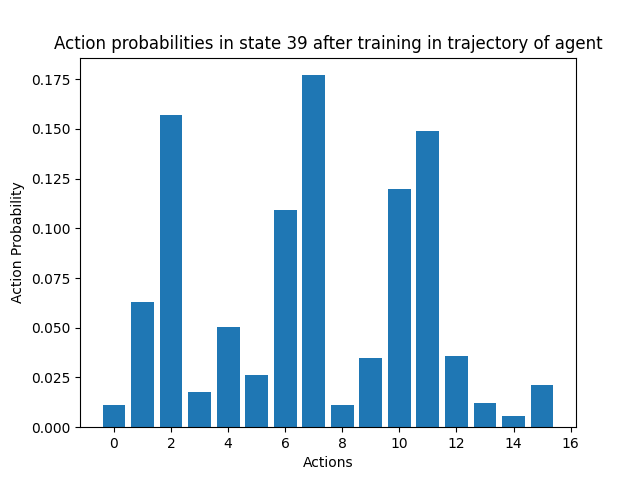 Action probabilities in state 39 after training in trajectory of agent
0.175
0.150
0.125
0.100
0.075
0.050
0.025
0.000
Action Probability
0 2 4 6 8 10 12 14 16
Actions